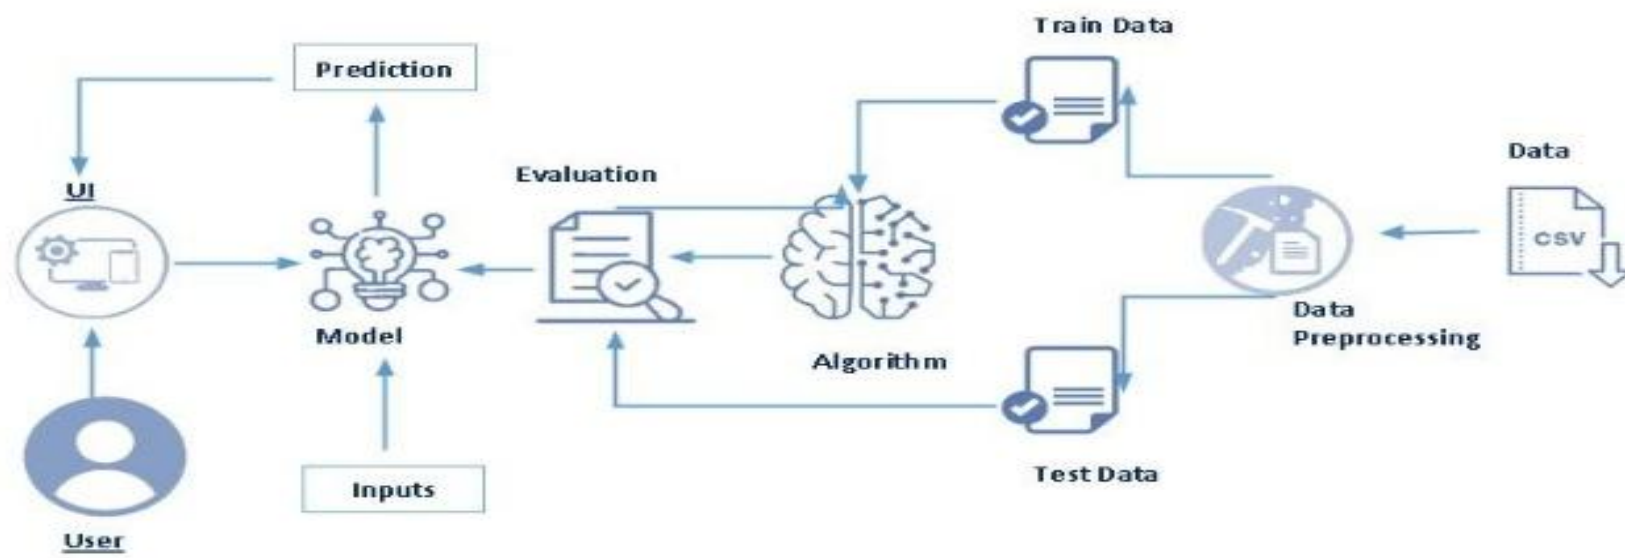 Train Data
Prediction
Data
Evaluation
UI
CSV
Model
Data
Preprocessing
Algorithm
Test Data
Inputs
User